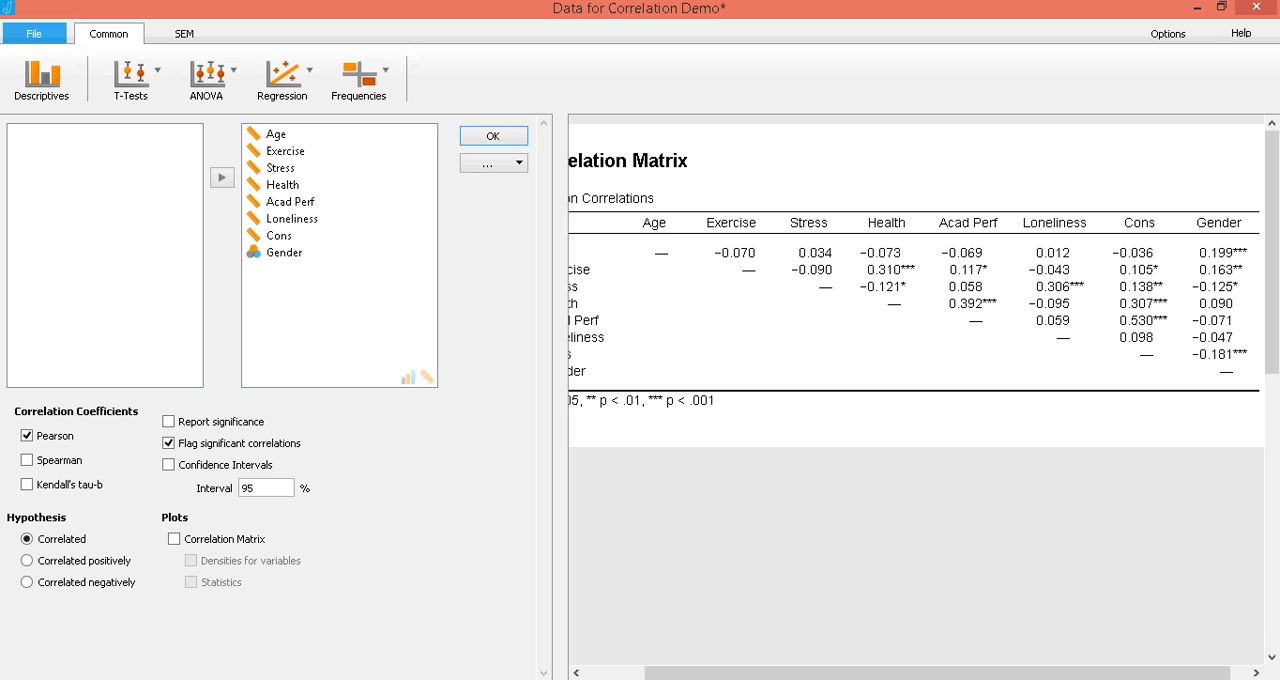 Data for Correlation Demo*
File Common SEM Options Help
Descriptives T-Tests ANOVA Regression Frequencies
Age
Exercise
Stress
Health
Acad Perf
Loneliness
Cons
Gender
OK
...
Correlation Coefficients
Pearson
Spearman
Kendall's tau-b
Report significance
Flag significant correlations
Confidence Intervals
Interval 95 %
Hypothesis
Correlated
Correlated positively
Correlated negatively
Plots
Correlation Matrix
Densities for variables
Statistics
elation Matrix
on Correlations
Age Exercise Stress Health Acad Perf Loneliness Cons Gender
— −0.070 0.034 −0.073 −0.069 0.012 −0.036 0.199***
cise — −0.090 0.310*** 0.117* −0.043 0.105* 0.163**
ss — −0.121* 0.058 0.306*** 0.138** −0.125*
th — 0.392*** −0.095 0.307*** 0.090
l Perf — 0.059 0.530*** −0.071
eliness — 0.098 −0.047
s — −0.181***
der —
05, ** p < .01, *** p < .001